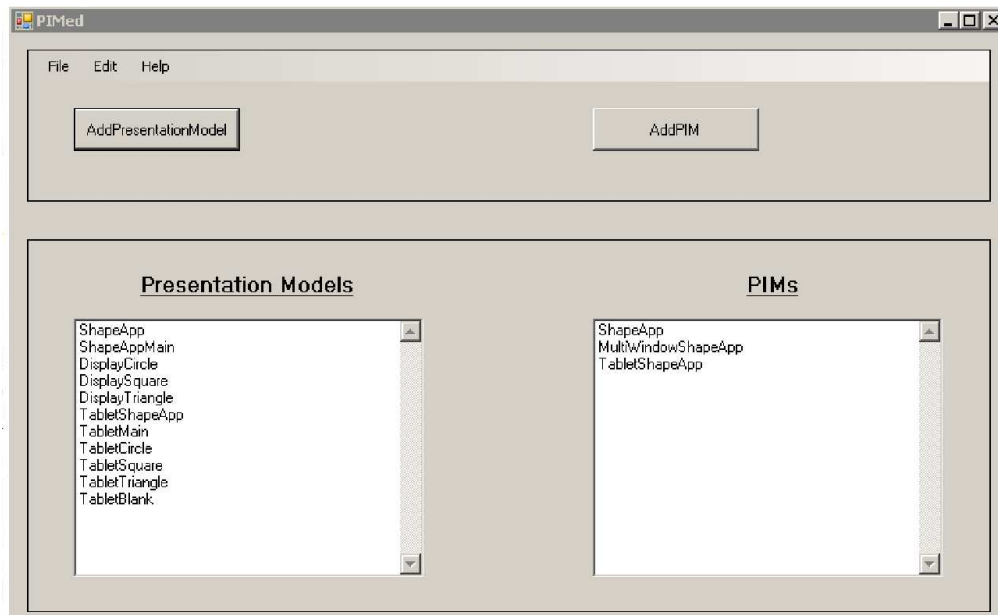 PIMed
File Edit Help
AddPresentationModel AddPIM
Presentation Models
ShapeApp
ShapeAppMain
DisplayCircle
DisplaySquare
DisplayTriangle
TabletShapeApp
TabletMain
TabletCircle
TabletSquare
TabletTriangle
TabletBlank
PIMs
ShapeApp
MultiWindowShapeApp
TabletShapeApp